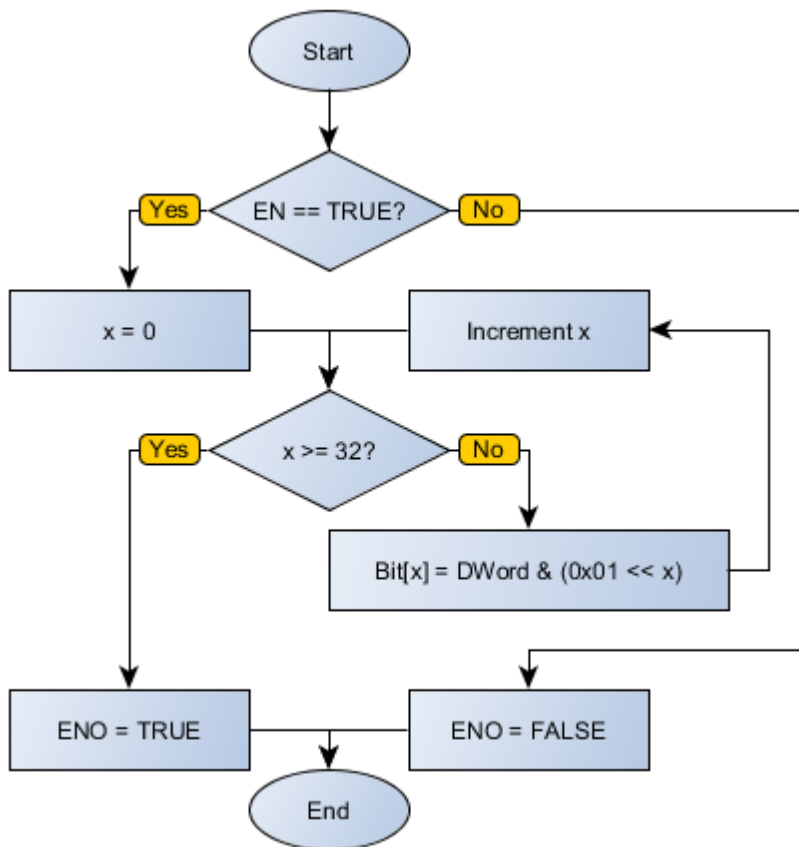 Start
EN == TRUE?
Yes
No
x = 0
Increment x
x >= 32?
Yes
No
Bit[x] = DWord & (0x01 << x)
ENO = TRUE
ENO = FALSE
End